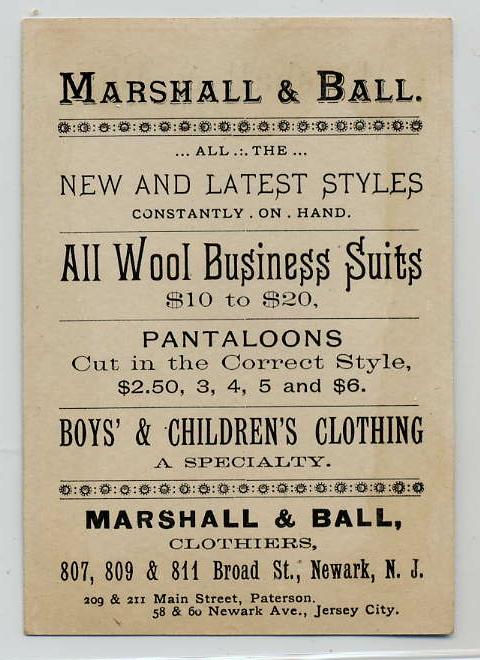 MARSHALL & BALL.
... ALL .:. THE ...
NEW AND LATEST STYLES
CONSTANTLY . ON . HAND.
All Wool Business Suits
$10 to $20,
PANTALOONS
Cut in the Correct Style,
$2.50, 3, 4, 5 and $6.
BOYS' & CHILDREN'S CLOTHING
A SPECIALTY.
MARSHALL & BALL,
CLOTHIERS,
807, 809 & 811 Broad St., Newark, N. J.
209 & 211 Main Street, Paterson.
58 & 60 Newark Ave., Jersey City.